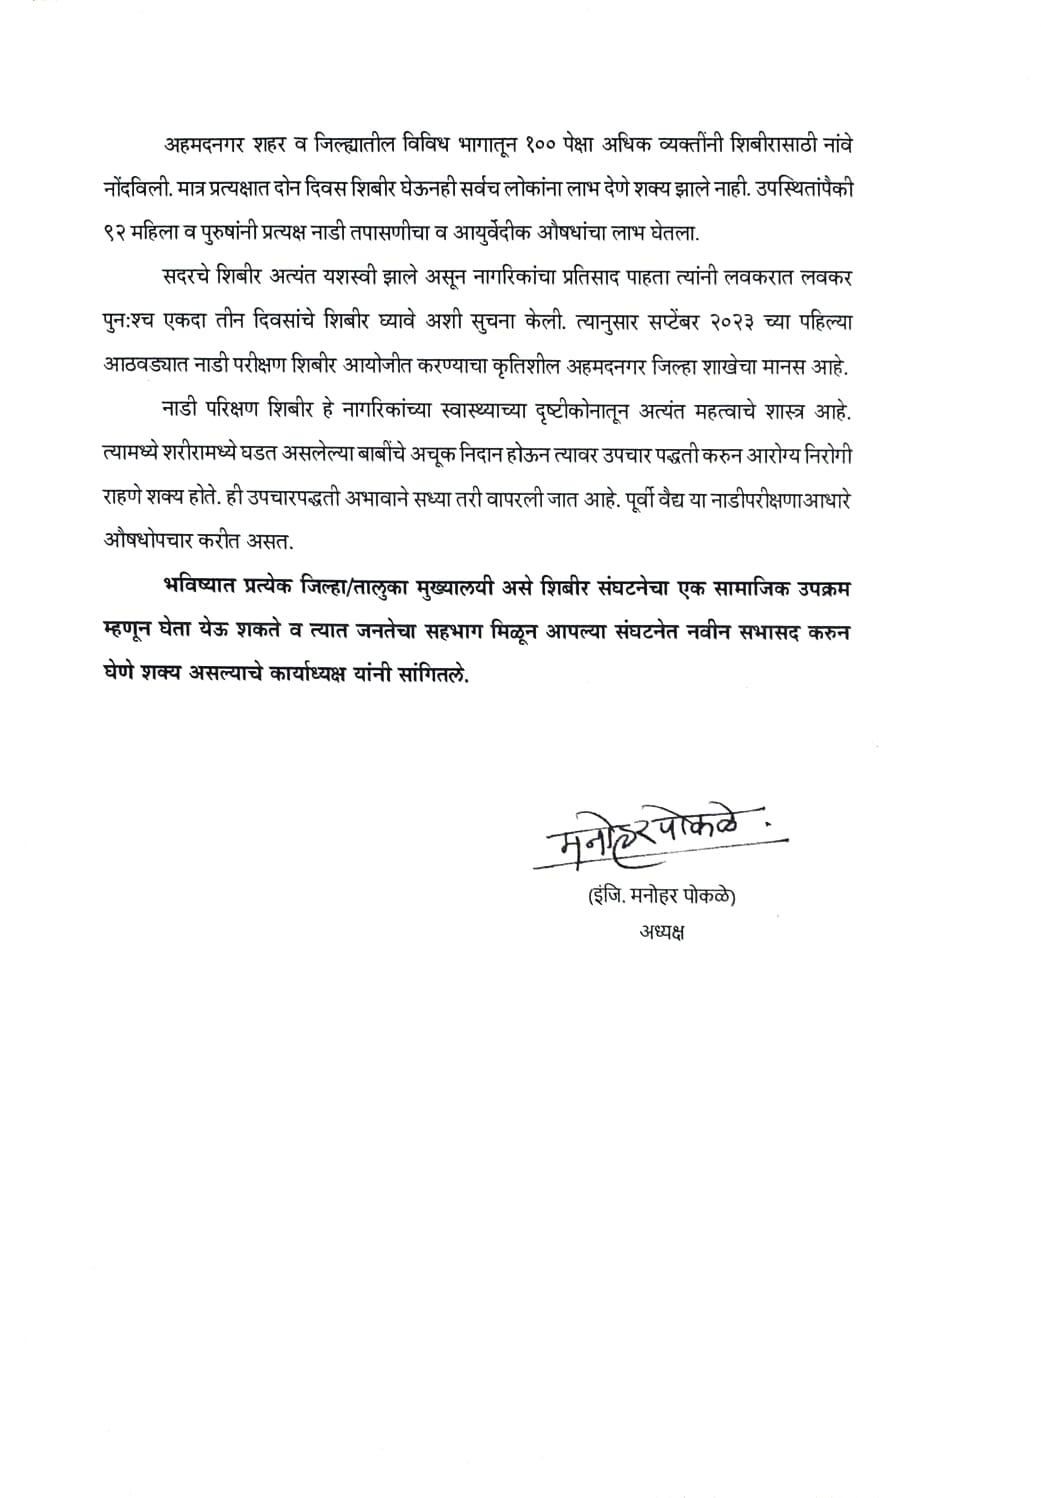 अहमदनगर शहर व जिल्ह्यातील विविध भागातून १०० पेक्षा अधिक व्यक्तींनी शिबीरासाठी नांवे
नोंदविली. मात्र प्रत्यक्षात दोन दिवस शिबीर घेऊनही सर्वच लोकांना लाभ देणे शक्य झाले नाही. उपस्थितांपैकी
९२ महिला व पुरुषांनी प्रत्यक्ष नाडी तपासणीचा व आयुर्वेदीक औषधांचा लाभ घेतला.
सदरचे शिबीर अत्यंत यशस्वी झाले असून नागरिकांचा प्रतिसाद पाहता त्यांनी लवकरात लवकर
पुन:श्च एकदा तीन दिवसांचे शिबीर घ्यावे अशी सुचना केली. त्यानुसार सप्टेंबर २०२३ च्या पहिल्या
आठवड्यात नाडी परीक्षण शिबीर आयोजीत करण्याचा कृतिशील अहमदनगर जिल्हा शाखेचा मानस आहे.
नाडी परिक्षण शिबीर हे नागरिकांच्या स्वास्थ्याच्या दृष्टीकोनातून अत्यंत महत्वाचे शास्त्र आहे.
त्यामध्ये शरीरामध्ये घडत असलेल्या बाबींचे अचूक निदान होऊन त्यावर उपचार पद्धती करुन आरोग्य निरोगी
राहणे शक्य होते. ही उपचारपद्धती अभावाने सध्या तरी वापरली जात आहे. पूर्वी वैद्य या नाडीपरीक्षणाआधारे
औषधोपचार करीत असत.
भविष्यात प्रत्येक जिल्हा/तालुका मुख्यालयी असे शिबीर संघटनेचा एक सामाजिक उपक्रम
म्हणून घेता येऊ शकते व त्यात जनतेचा सहभाग मिळून आपल्या संघटनेत नवीन सभासद करुन
घेणे शक्य असल्याचे कार्याध्यक्ष यांनी सांगितले.
मनोहर पोकळे
(इंजि. मनोहर पोकळे)
अध्यक्ष